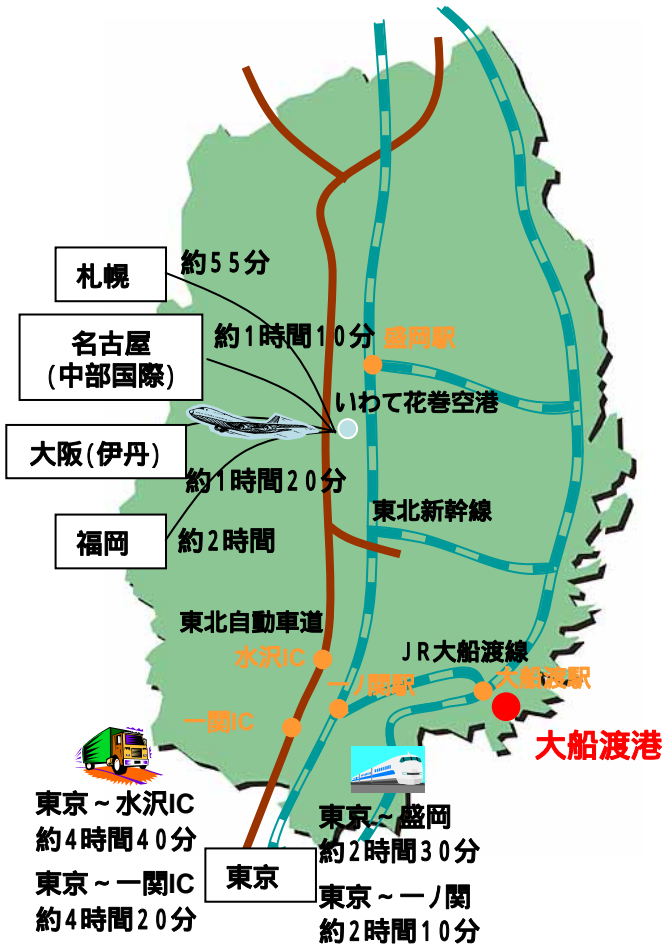 札幌
約55分
名古屋
(中部国際)
約1時間10分
盛岡駅
いわて花巻空港
大阪(伊丹)
約1時間20分
東北新幹線
福岡
約2時間
東北自動車道
水沢IC
JR大船渡線
一ノ関駅
大船渡駅
一関IC
大船渡港
東京~水沢IC
約4時間40分
東京~一関IC
約4時間20分
東京
東京~盛岡
約2時間30分
東京~一ノ関
約2時間10分